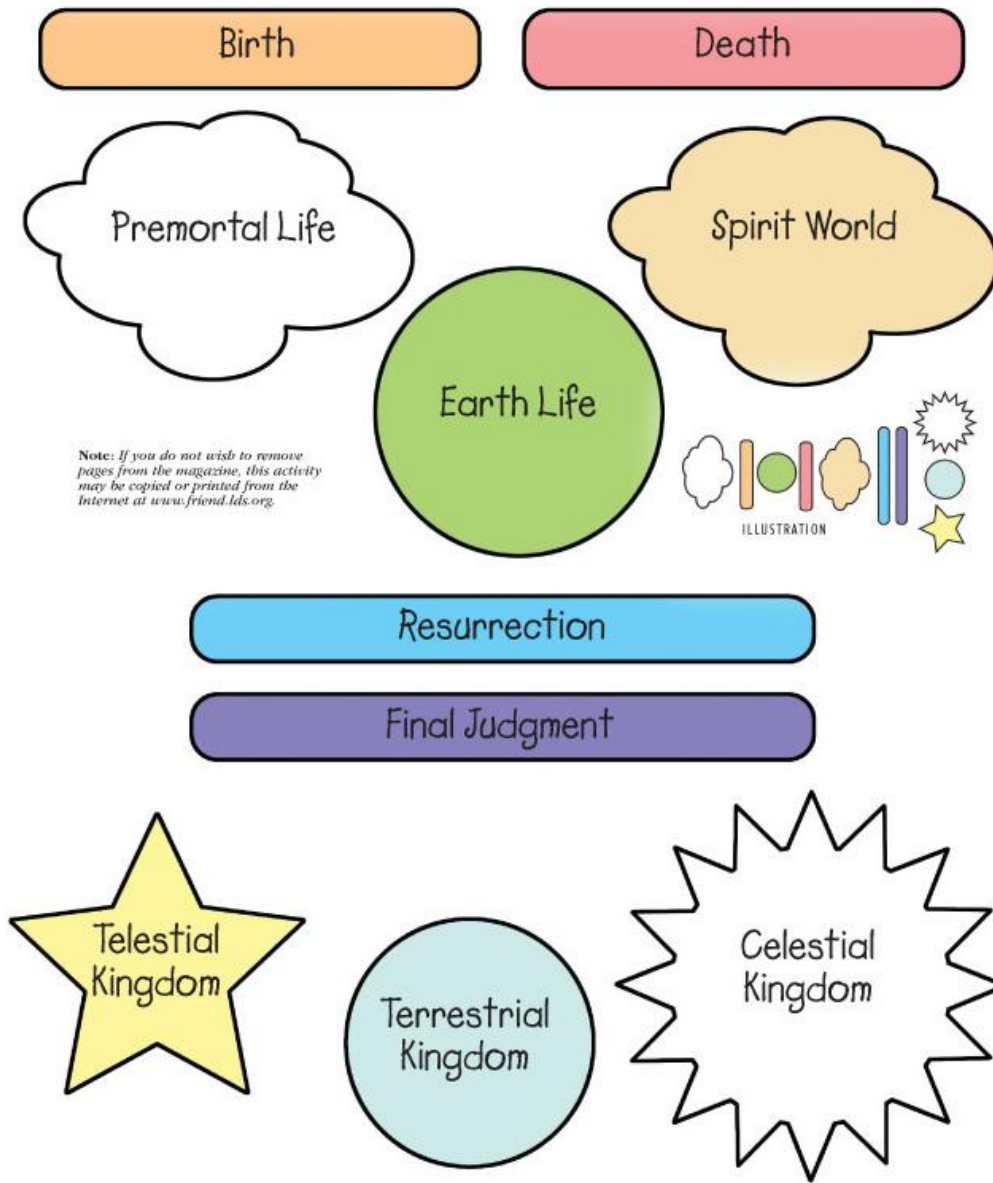 Birth
Death
Premortal Life
Spirit World
Earth Life
Note: If you do not wish to remove
pages from the magazine, this activity
may be copied or printed from the
Internet at www.friend.lds.org.
ILLUSTRATION
Resurrection
Final Judgment
Telestial
Kingdom
Terrestrial
Kingdom
Celestial
Kingdom